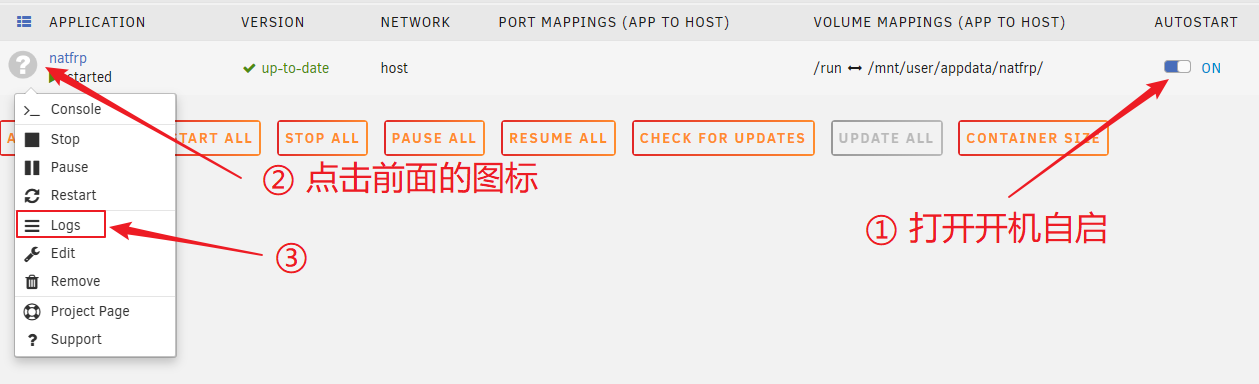 APPLICATION VERSION NETWORK PORT MAPPINGS (APP TO HOST) VOLUME MAPPINGS (APP TO HOST) AUTOSTART
natfrp
started up-to-date host /run ↔ /mnt/user/appdata/natfrp/ ON
Console
START ALL STOP ALL PAUSE ALL RESUME ALL CHECK FOR UPDATES UPDATE ALL CONTAINER SIZE
Stop
Pause
② 点击前面的图标
Restart
Logs
① 打开开机自启
③
Edit
Remove
Project Page
Support